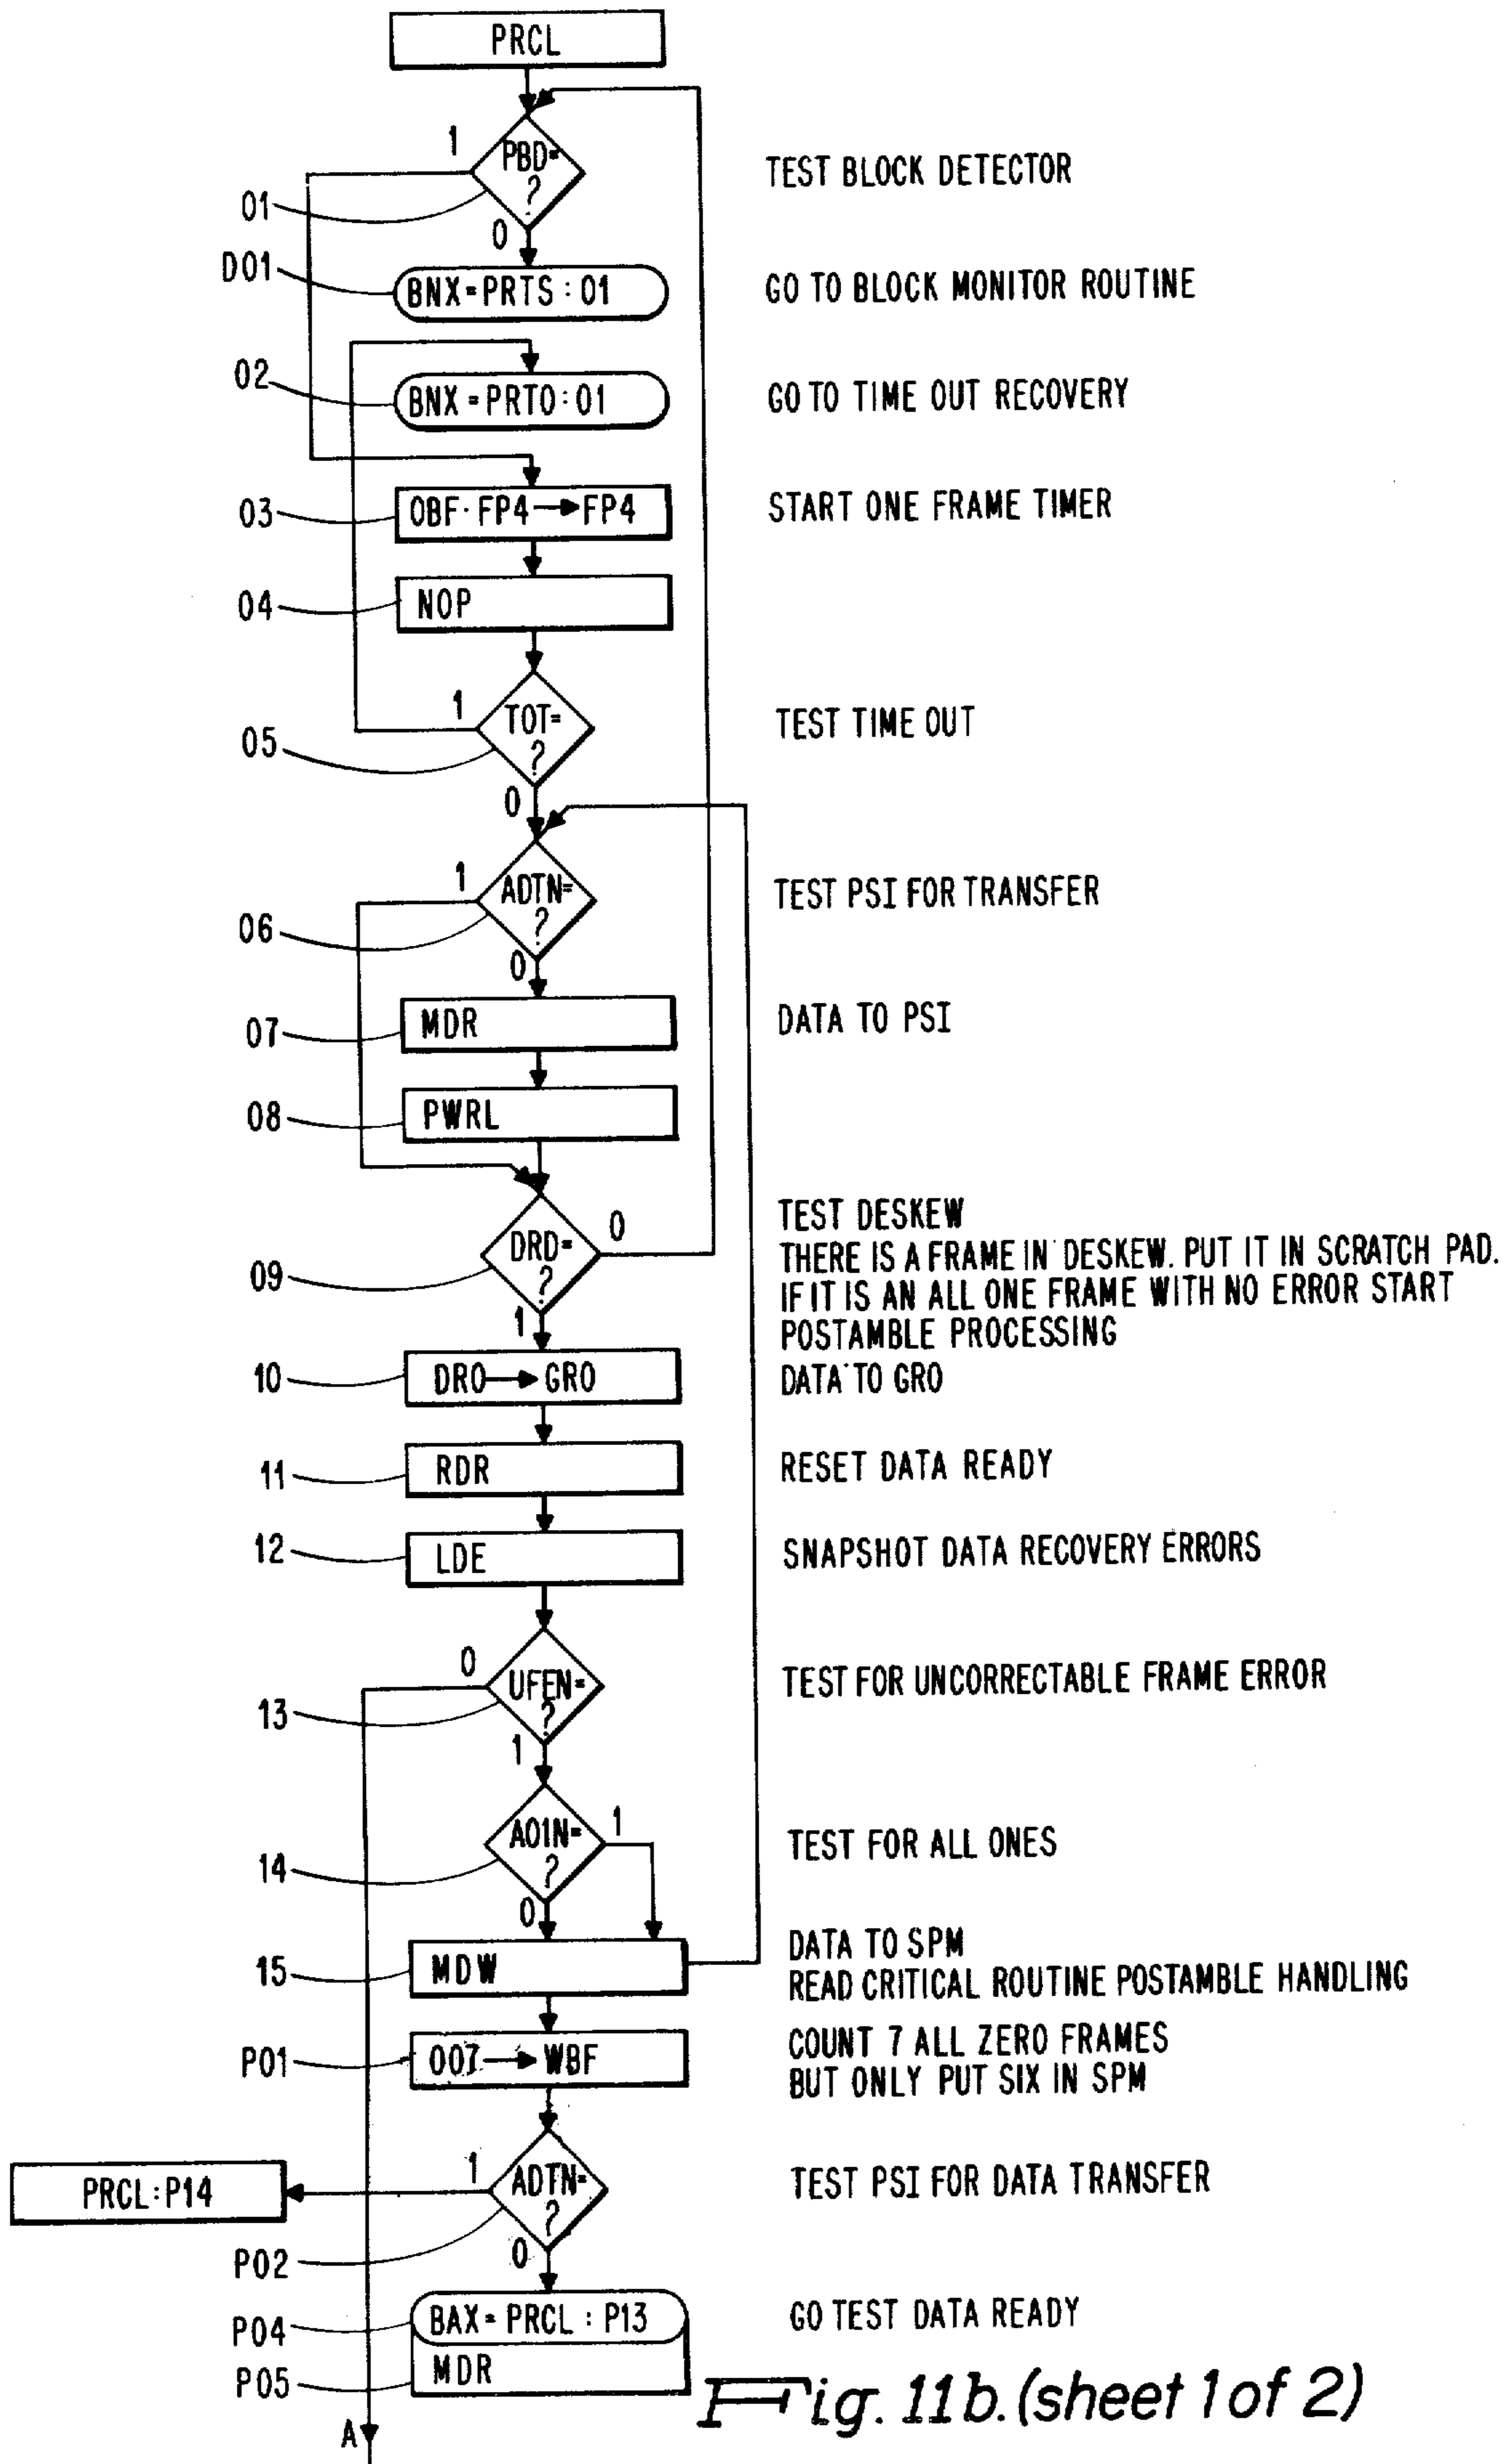 PRCL
1
PBD=
?
TEST BLOCK DETECTOR
01
0
D01
BNX=PRTS:01
GO TO BLOCK MONITOR ROUTINE
02
BNX=PRTO:01
GO TO TIME OUT RECOVERY
03
OBF·FP4→FP4
START ONE FRAME TIMER
04
NOP
1
TOT=
?
TEST TIME OUT
05
0
1
ADTN=
?
TEST PSI FOR TRANSFER
06
0
07
MDR
DATA TO PSI
08
PWRL
DRD=
?
0
TEST DESKEW
THERE IS A FRAME IN DESKEW. PUT IT IN SCRATCH PAD.
IF IT IS AN ALL ONE FRAME WITH NO ERROR START
POSTAMBLE PROCESSING
09
1
10
DRO→GRO
DATA TO GRO
11
RDR
RESET DATA READY
12
LDE
SNAPSHOT DATA RECOVERY ERRORS
0
UFEN=
?
TEST FOR UNCORRECTABLE FRAME ERROR
13
1
AO1N=
?
1
TEST FOR ALL ONES
14
0
15
MDW
DATA TO SPM
READ CRITICAL ROUTINE POSTAMBLE HANDLING
P01
007→WBF
COUNT 7 ALL ZERO FRAMES
BUT ONLY PUT SIX IN SPM
PRCL:P14
1
ADTN=
?
TEST PSI FOR DATA TRANSFER
P02
0
P04
BAX=PRCL:P13
GO TEST DATA READY
P05
MDR
A
Fig. 11b. (sheet 1 of 2)